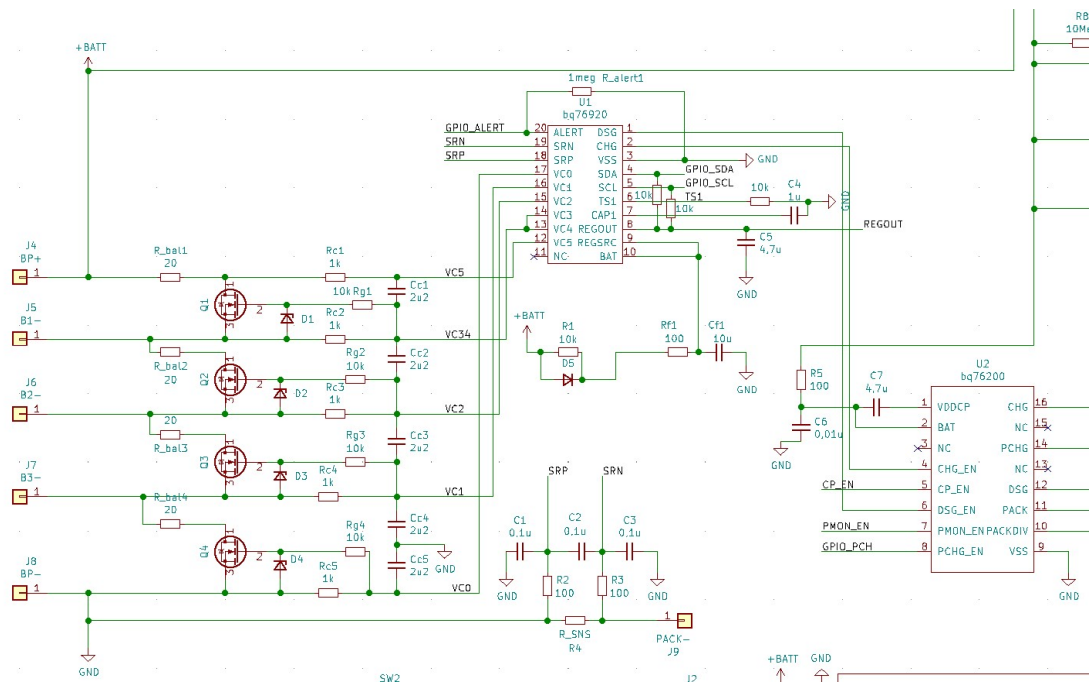 R8
10Me
+BATT
1meg R_alert1
U1
bq76920
GPIO_ALERT 20 ALERT DSG 1
SRN 19 SRN CHG 2
SRP 18 SRP VSS 3 GND
17 VC0 SDA 4 GPIO_SDA
16 VC1 SCL 5 GPIO_SCL
15 VC2 TS1 6 TS1
14 VC3 CAP1 7
13 VC4 REGOUT 8 REGOUT
12 VC5 REGSRC 9
11 NC BAT 10
10k 10k
10k
C4
1u
GND
C5
4,7u
GND
J4
BP+
1
R_bal1
20
Rc1
1k
VC5
Q1
1
2
3
D1
10k Rg1
Cc1
2u2
J5
B1-
1
Rc2
1k
VC34
R_bal2
20
Q2
1
2
3
D2
Rg2
10k
Cc2
2u2
J6
B2-
1
Rc3
1k
VC2
20
R_bal3
Q3
1
2
3
D3
Rg3
10k
Cc3
2u2
J7
B3-
1
Rc4
1k
VC1
R_bal4
20
Q4
1
2
3
D4
Rg4
10k
Cc4
2u2
GND
Cc5
2u2
J8
BP-
1
Rc5
1k
VC0
GND
+BATT
R1
10k
D5
Rf1
100
Cf1
10u
GND
SRP SRN
C1
0,1u
C2
0,1u
C3
0,1u
GND
R2
100
R3
100
GND
R_SNS
R4
1
PACK-
J9
R5
100
C7
4,7u
C6
0,01u
GND
U2
bq76200
1 VDDCP CHG 16
2 BAT NC 15
3 NC PCHG 14
4 CHG_EN NC 13
CP_EN 5 CP_EN DSG 12
6 DSG_EN PACK 11
PMON_EN 7 PMON_EN PACKDIV 10
GPIO_PCH 8 PCHG_EN VSS 9
GND
SW2
J2
+BATT GND